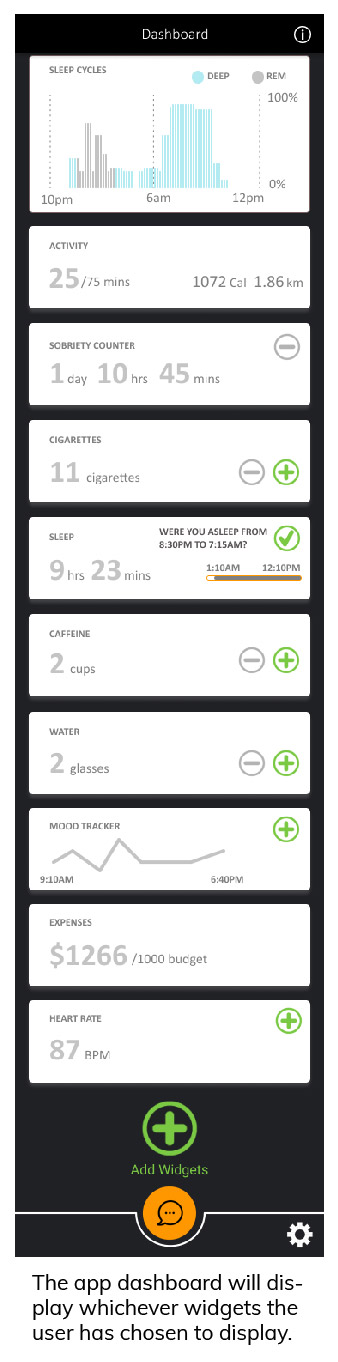 Dashboard
SLEEP CYCLES DEEP REM
100%
0%
10pm 6am 12pm
ACTIVITY
25/75 mins 1072 Cal 1.86 km
SOBRIETY COUNTER
1 day 10 hrs 45 mins
CIGARETTES
11 cigarettes
SLEEP
WERE YOU ASLEEP FROM
8:30PM TO 7:15AM?
9 hrs 23 mins
1:10AM 12:10PM
CAFFEINE
2 cups
WATER
2 glasses
MOOD TRACKER
9:10AM 6:40PM
EXPENSES
$1266 /1000 budget
HEART RATE
87 BPM
Add Widgets
The app dashboard will dis-
play whichever widgets the
user has chosen to display.